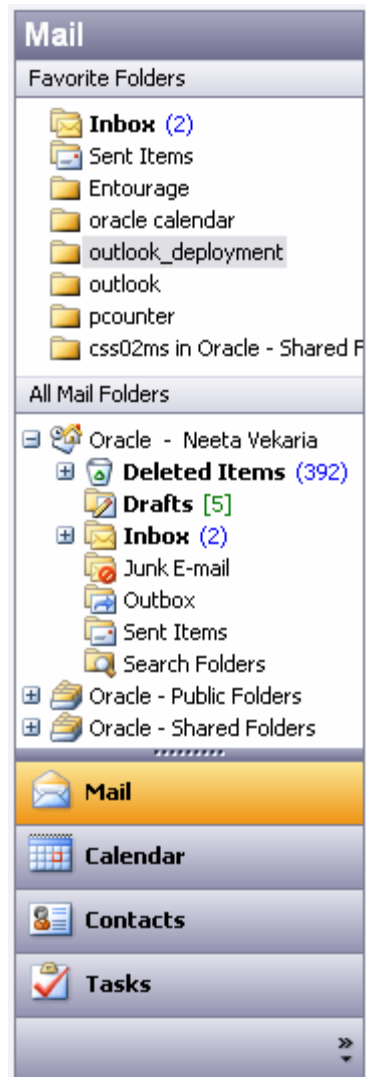 Mail
Favorite Folders
Inbox (2)
Sent Items
Entourage
oracle calendar
outlook_deployment
outlook
pcounter
css02ms in Oracle - Shared F
All Mail Folders
Oracle - Neeta Vekaria
Deleted Items (392)
Drafts [5]
Inbox (2)
Junk E-mail
Outbox
Sent Items
Search Folders
Oracle - Public Folders
Oracle - Shared Folders
Mail
Calendar
Contacts
Tasks